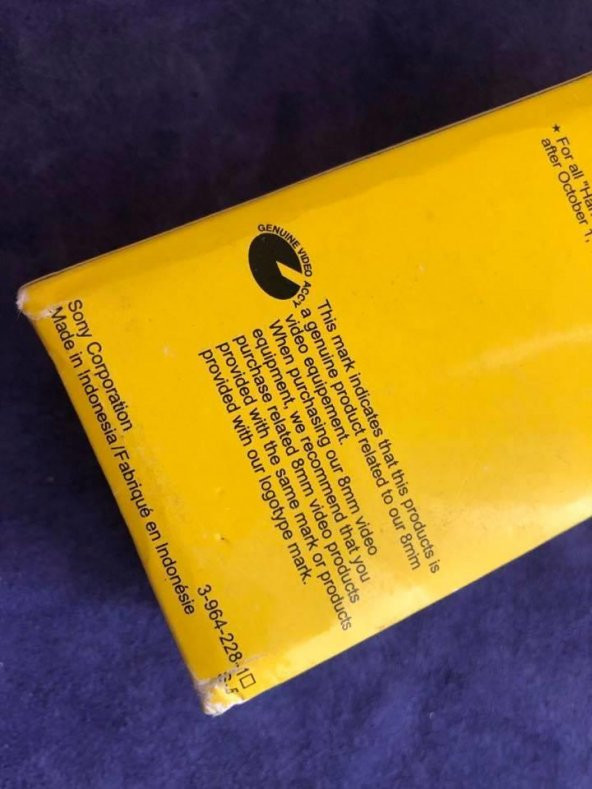 ★ For all "Han
after October 1,
GENUINE VIDEO
This mark indicates that this products is
a genuine product related to our 8mm
video equipement.
When purchasing our 8mm video
equipment, we recommend that you
purchase related 8mm video products
provided with the same mark or products
provided with our logotype mark.
Sony Corporation
Made in Indonesia/Fabriqué en Indonésie
3-964-228-1□